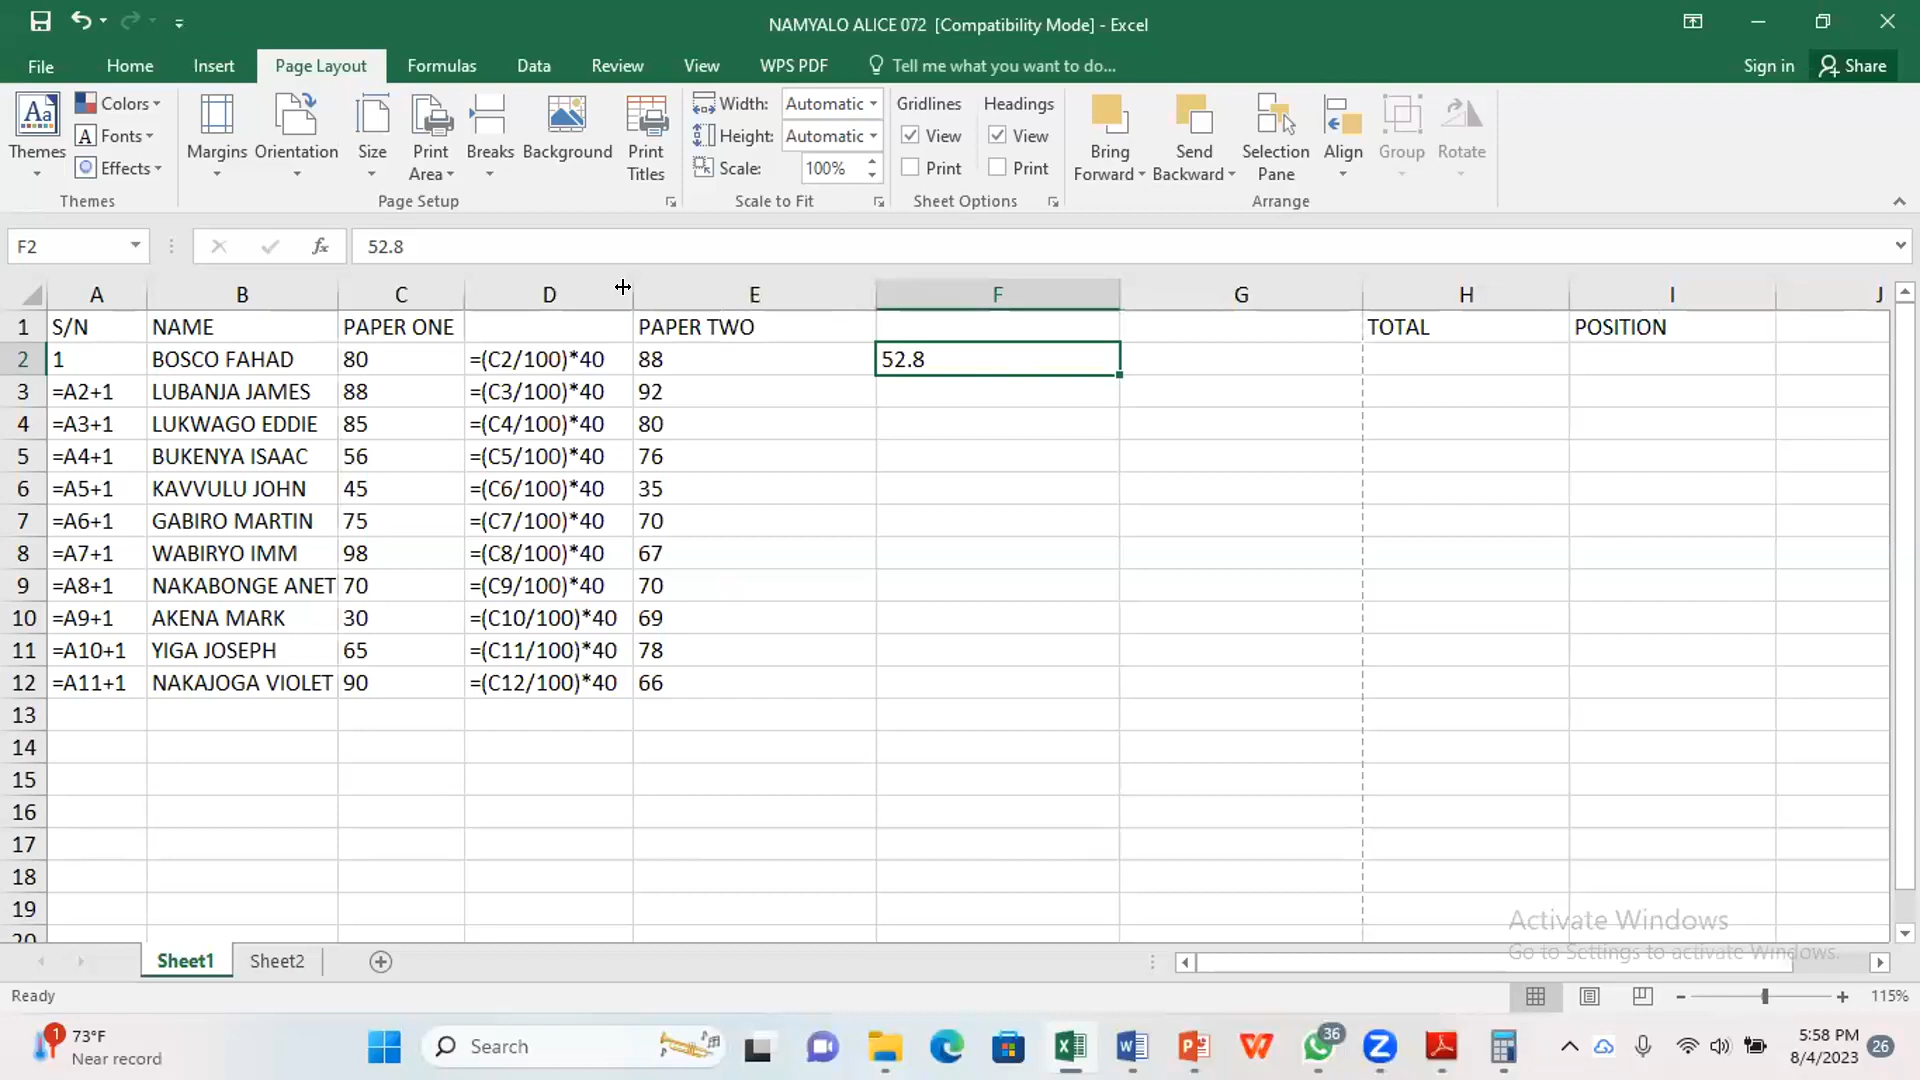 NAMYALO ALICE 072 [Compatibility Mode] - Excel
File Home Insert Page Layout Formulas Data Review View WPS PDF Tell me what you want to do... Sign in Share
Aa Colors Width: Automatic Gridlines Headings
A Fonts Height: Automatic View View
Themes Effects Margins Orientation Size Print Area Breaks Background Print Titles Scale: 100% Print Print Bring Forward Send Backward Selection Pane Align Group Rotate
Themes Page Setup Scale to Fit Sheet Options Arrange
F2 fx 52.8
A B C D E F G H I J
1 S/N NAME PAPER ONE PAPER TWO TOTAL POSITION
2 1 BOSCO FAHAD 80 =(C2/100)*40 88 52.8
3 =A2+1 LUBANJA JAMES 88 =(C3/100)*40 92
4 =A3+1 LUKWAGO EDDIE 85 =(C4/100)*40 80
5 =A4+1 BUKENYA ISAAC 56 =(C5/100)*40 76
6 =A5+1 KAVVULU JOHN 45 =(C6/100)*40 35
7 =A6+1 GABIRO MARTIN 75 =(C7/100)*40 70
8 =A7+1 WABIRYO IMM 98 =(C8/100)*40 67
9 =A8+1 NAKABONGE ANET 70 =(C9/100)*40 70
10 =A9+1 AKENA MARK 30 =(C10/100)*40 69
11 =A10+1 YIGA JOSEPH 65 =(C11/100)*40 78
12 =A11+1 NAKAJOGA VIOLET 90 =(C12/100)*40 66
13
14
15
16
17
18
19
20
Activate Windows
Go to Settings to activate Windows.
Sheet1 Sheet2
Ready 115%
1 73°F Near record Search 36 5:58 PM 8/4/2023 26